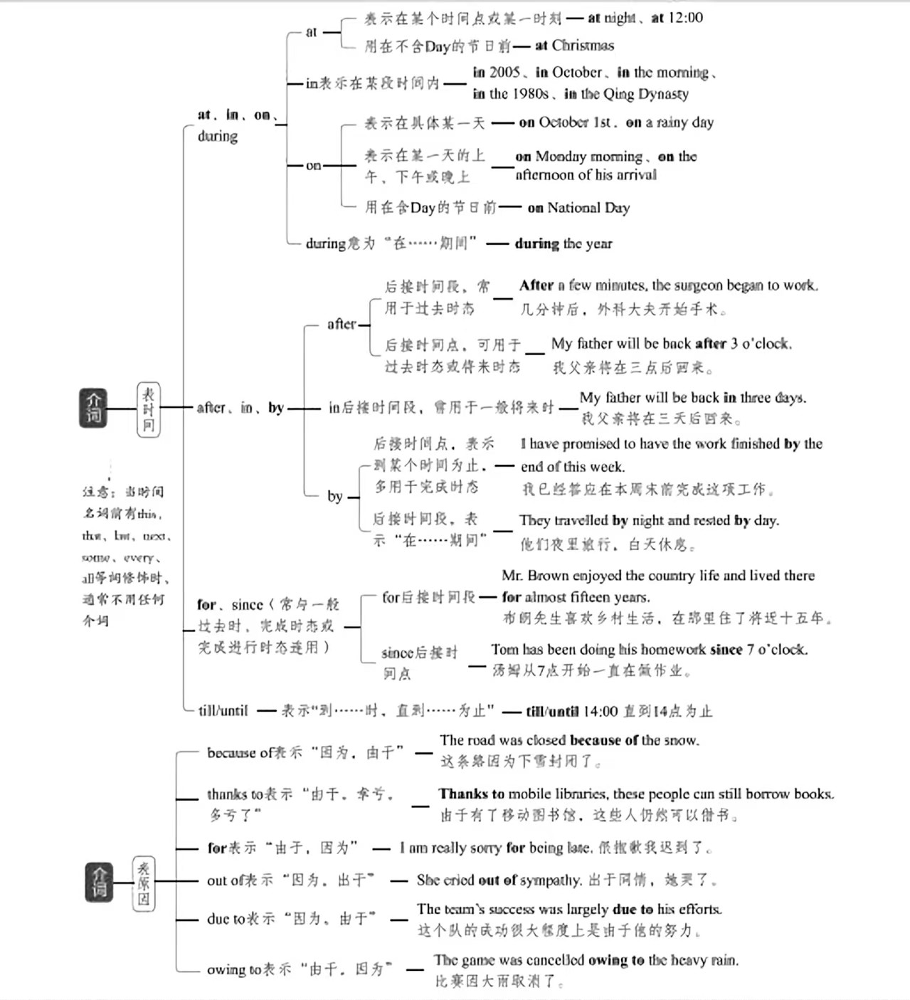 at
表示在某个时间点或某一时刻
at night、at 12:00
用在不含Day的节日前
at Christmas
in表示在某段时间内
in 2005、in October、in the morning、
in the 1980s、in the Qing Dynasty
at、in、on、
during
on
表示在具体某一天
on October 1st、on a rainy day
表示在某一天的上
午、下午或晚上
on Monday morning、on the
afternoon of his arrival
用在含Day的节日前
on National Day
during意为“在……期间”
during the year
介词
表时间
after、in、by
after
后接时间段，常
用于过去时态
After a few minutes, the surgeon began to work.
几分钟后，外科大夫开始手术。
后接时间点，可用于
过去时态或将来时态
My father will be back after 3 o'clock.
我父亲将在三点后回来。
in后接时间段，常用于一般将来时
My father will be back in three days.
我父亲将在三天后回来。
by
后接时间点，表示
到某个时间为止，
多用于完成时态
I have promised to have the work finished by the
end of this week.
我已经答应在本周末前完成这项工作。
后接时间段，表
示“在……期间”
They travelled by night and rested by day.
他们夜里旅行，白天休息。
注意：当时间
名词前有this,
that、last、next、
some、every、
all等词修饰时、
通常不用任何
介词
for、since（常与一般
过去时、完成时态或
完成进行时态连用）
for后接时间段
Mr. Brown enjoyed the country life and lived there
for almost fifteen years.
布朗先生喜欢乡村生活，在那里住了将近十五年。
since后接时
间点
Tom has been doing his homework since 7 o'clock.
汤姆从7点开始一直在做作业。
till/until
表示“到……时、直到……为止”
till/until 14:00 直到14点为止
介词
表原因
because of表示“因为，由于”
The road was closed because of the snow.
这条路因为下雪封闭了。
thanks to表示“由于，幸亏，
多亏了”
Thanks to mobile libraries, these people can still borrow books.
由于有了移动图书馆，这些人仍然可以借书。
for表示“由于，因为”
I am really sorry for being late. 很抱歉我迟到了。
out of表示“因为，出于”
She cried out of sympathy. 出于同情，她哭了。
due to表示“因为，由于”
The team's success was largely due to his efforts.
这个队的成功很大程度上是由于他的努力。
owing to表示“由于，因为”
The game was cancelled owing to the heavy rain.
比赛因大雨取消了。